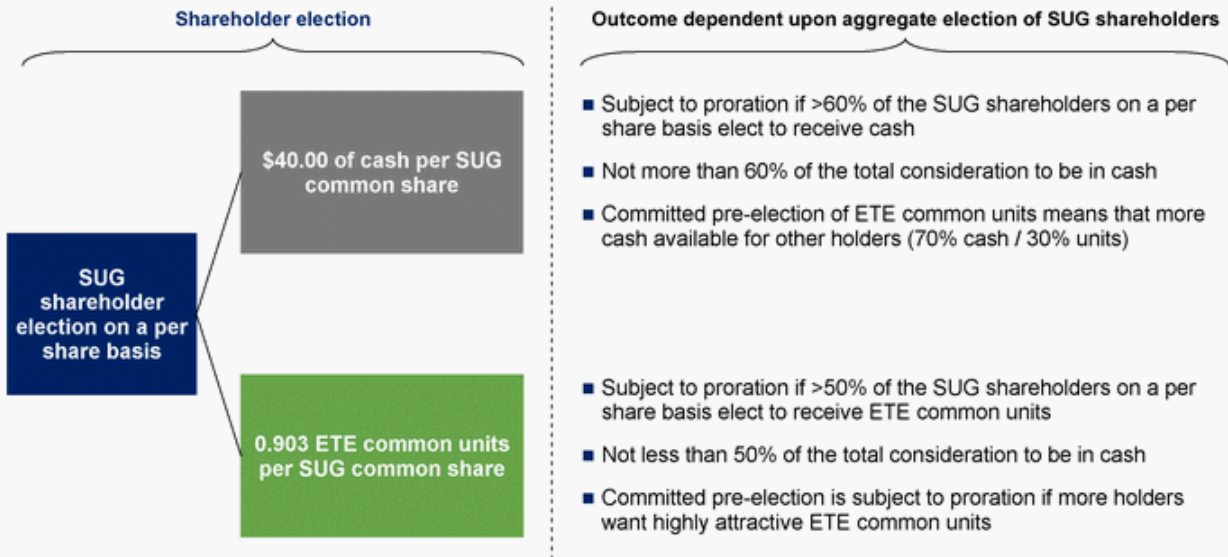 Shareholder election
Outcome dependent upon aggregate election of SUG shareholders
SUG
shareholder
election on a per
share basis
$40.00 of cash per SUG
common share
■ Subject to proration if >60% of the SUG shareholders on a per
share basis elect to receive cash
■ Not more than 60% of the total consideration to be in cash
■ Committed pre-election of ETE common units means that more
cash available for other holders (70% cash / 30% units)
0.903 ETE common units
per SUG common share
■ Subject to proration if >50% of the SUG shareholders on a per
share basis elect to receive ETE common units
■ Not less than 50% of the total consideration to be in cash
■ Committed pre-election is subject to proration if more holders
want highly attractive ETE common units